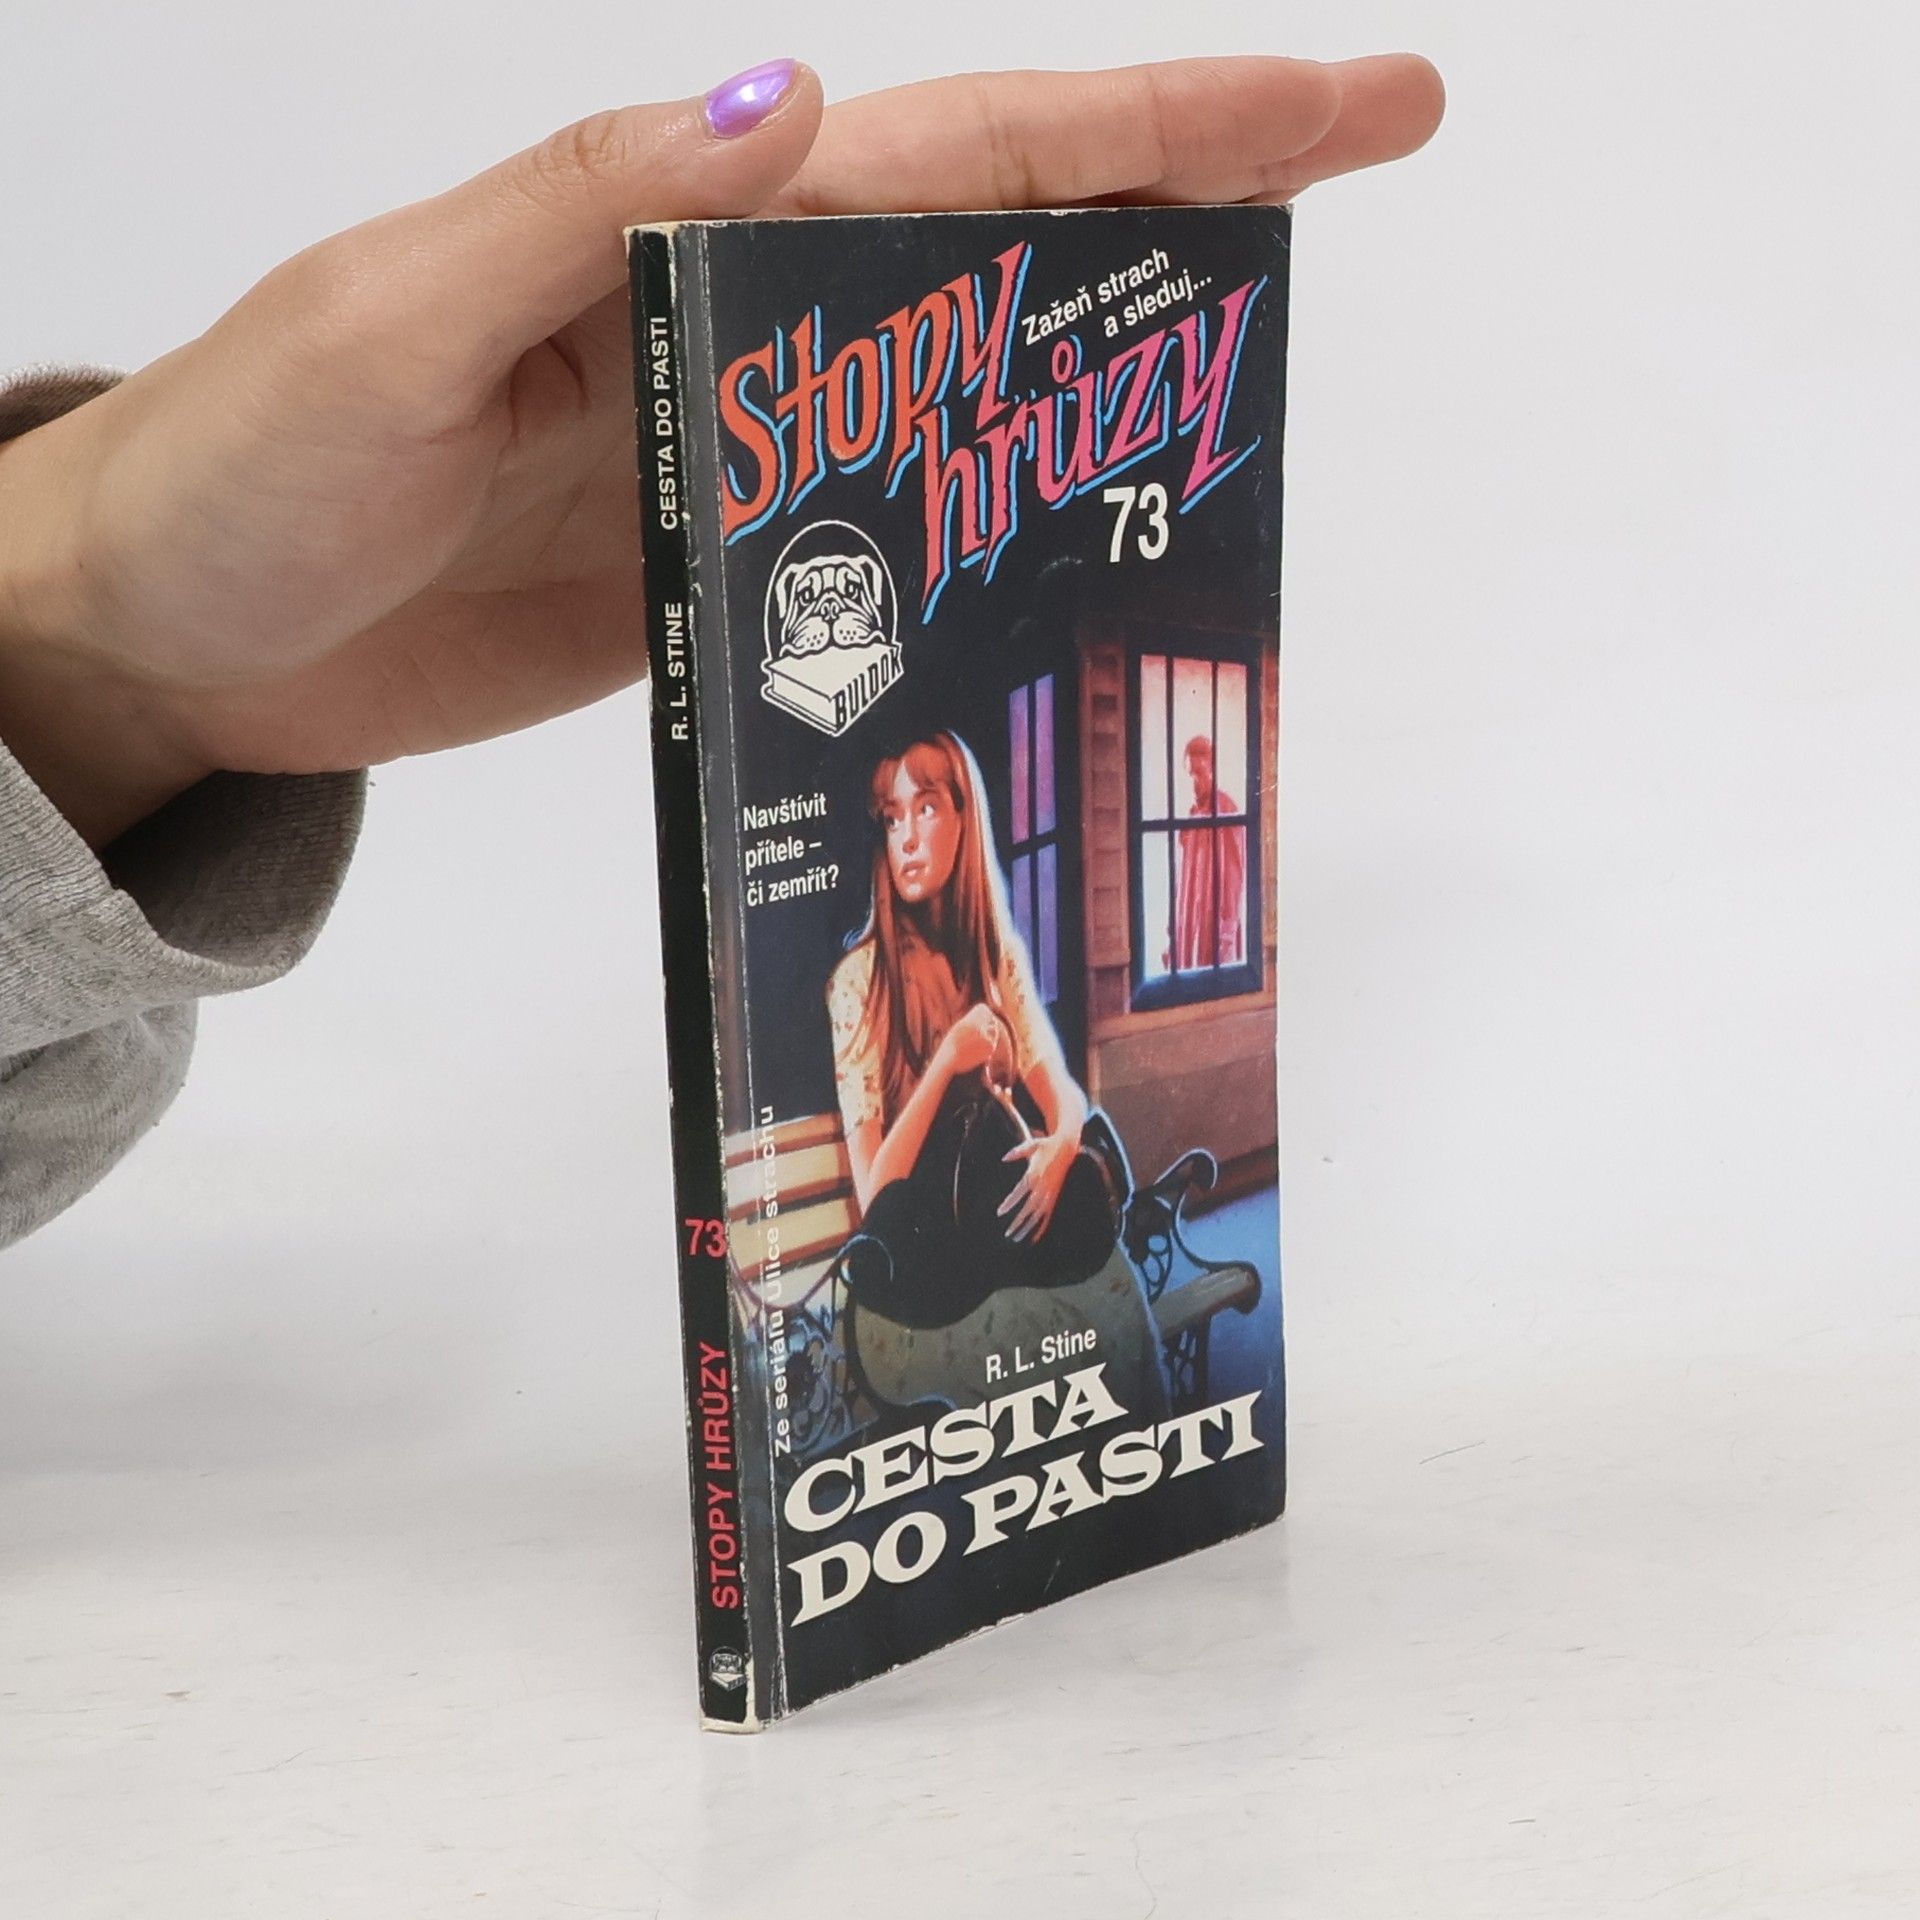 CESTA DO PASTI
R. L. STINE
73
STOPY HRŮZY
Zažeň strach
a sleduj...
Stopy
hrůzy
73
BULDOK
Navštívit
přítele –
či zemřít?
Ze seriálu Ulice strachu
R. L. Stine
CESTA
DO PASTI